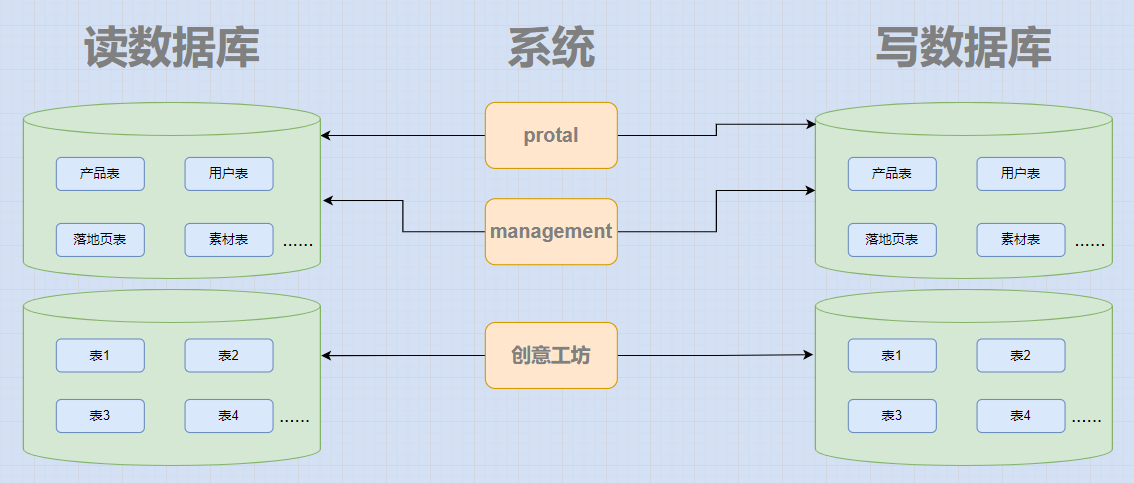 读数据库
系统
写数据库
protal
产品表
用户表
产品表
用户表
management
落地页表
素材表
……
落地页表
素材表
……
创意工坊
表1
表2
表1
表2
表3
表4
……
表3
表4
……